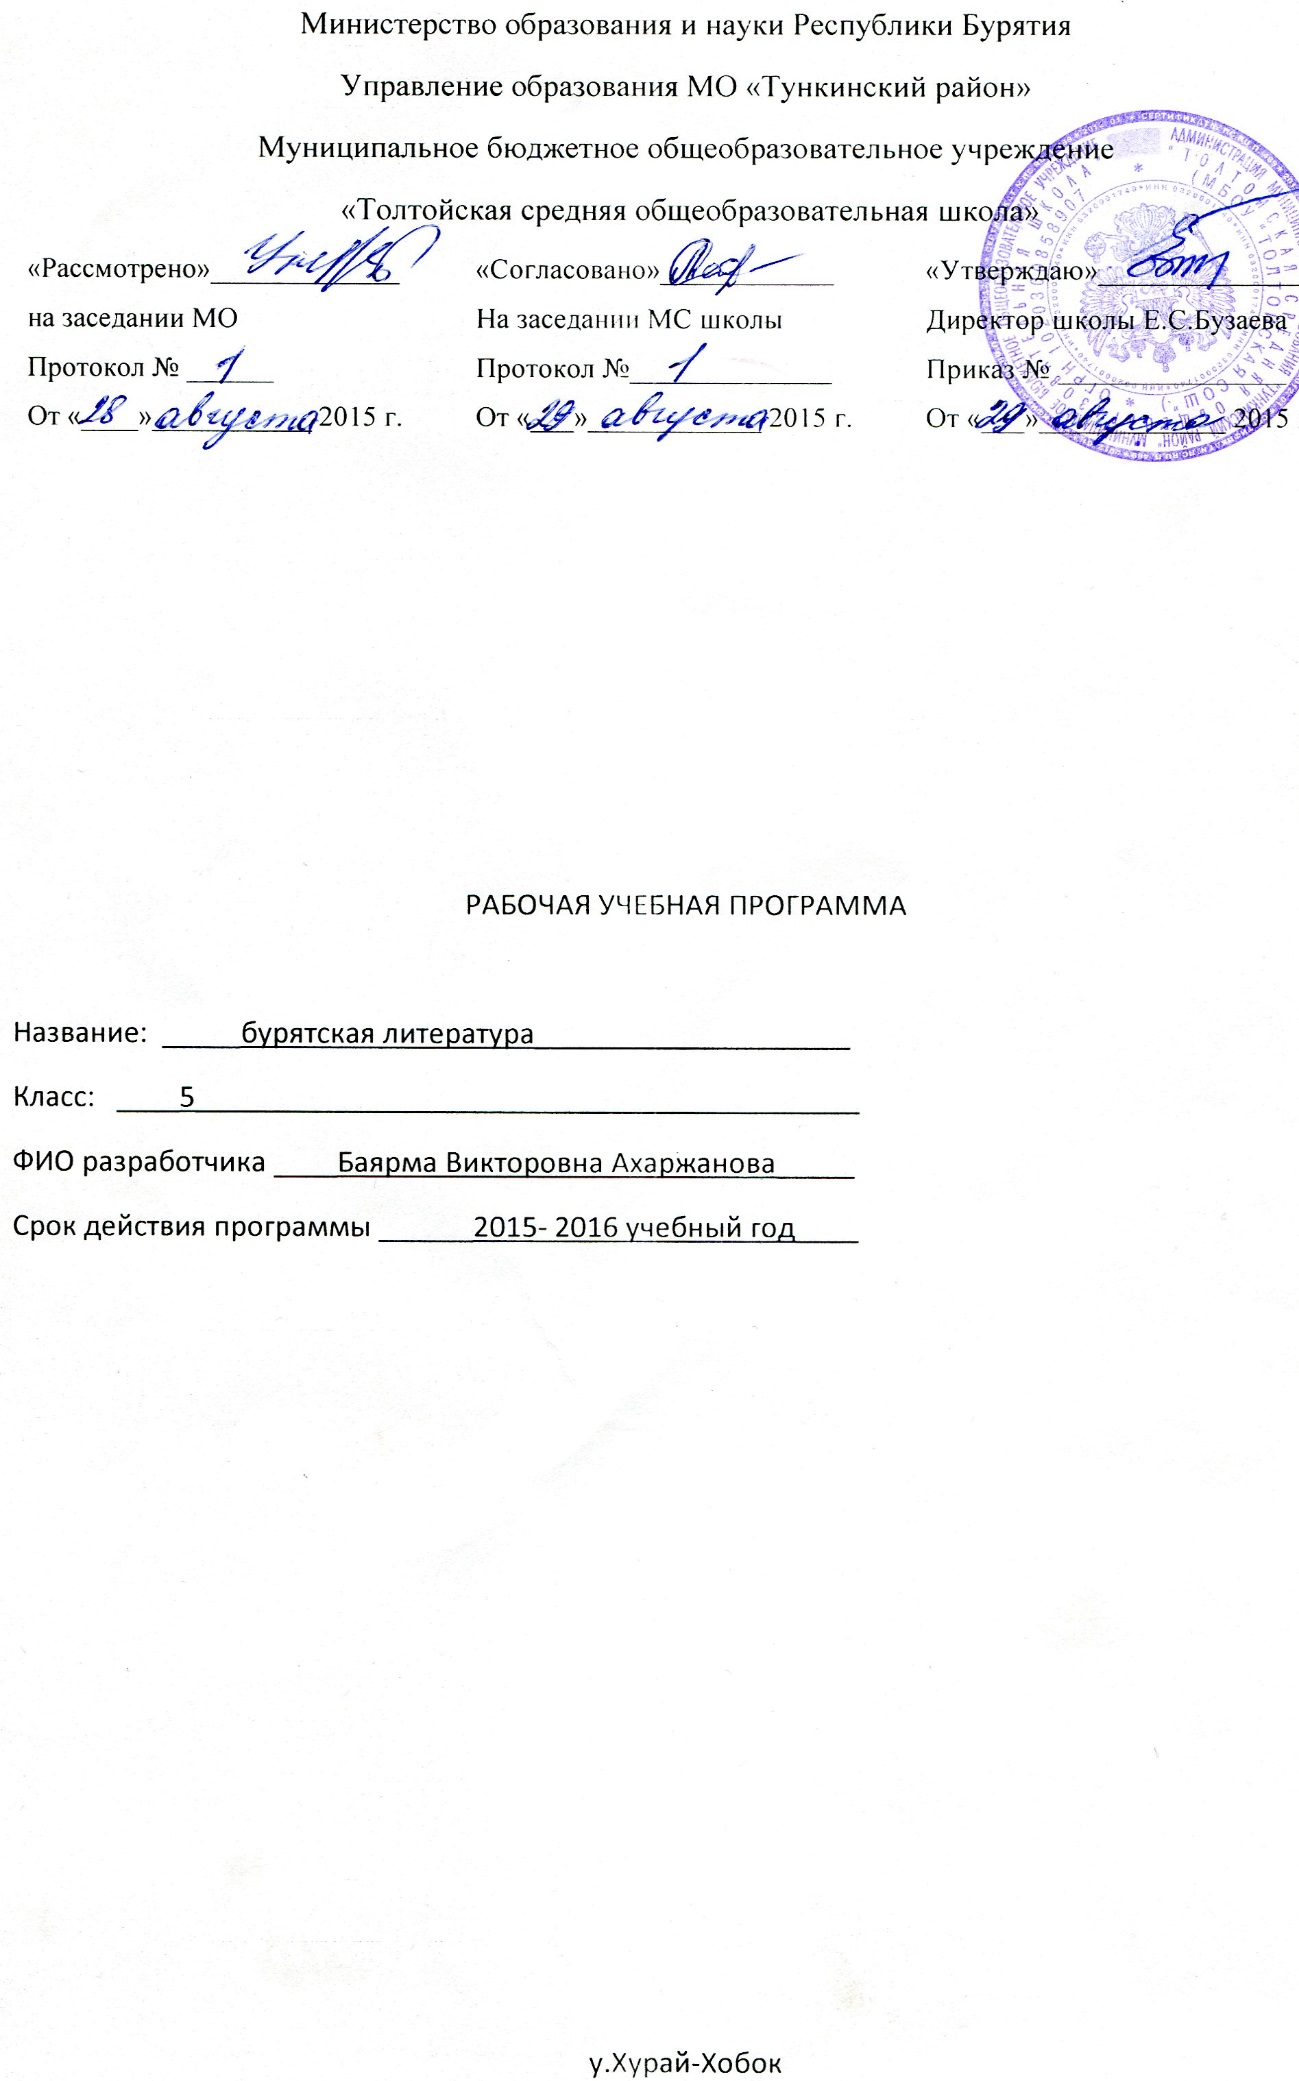 Министерство образования и науки Республики Бурятия
Управление образования МО «Тункинский район»
Муниципальное бюджетное общеобразовательное учреждение
«Толтойская средняя общеобразовательная школа»
«Рассмотрено»
на заседании МО
Протокол № 1
От «28» августа 2015 г.
«Согласовано»
На заседании МС школы
Протокол № 1
От «29» августа 2015 г.
«Утверждаю»
Директор школы Е.С.Бузаева
Приказ №
От «29» августа 2015
РАБОЧАЯ УЧЕБНАЯ ПРОГРАММА
Название: бурятская литература
Класс: 5
ФИО разработчика Баярма Викторовна Ахаржанова
Срок действия программы 2015- 2016 учебный год
у.Хурай-Хобок